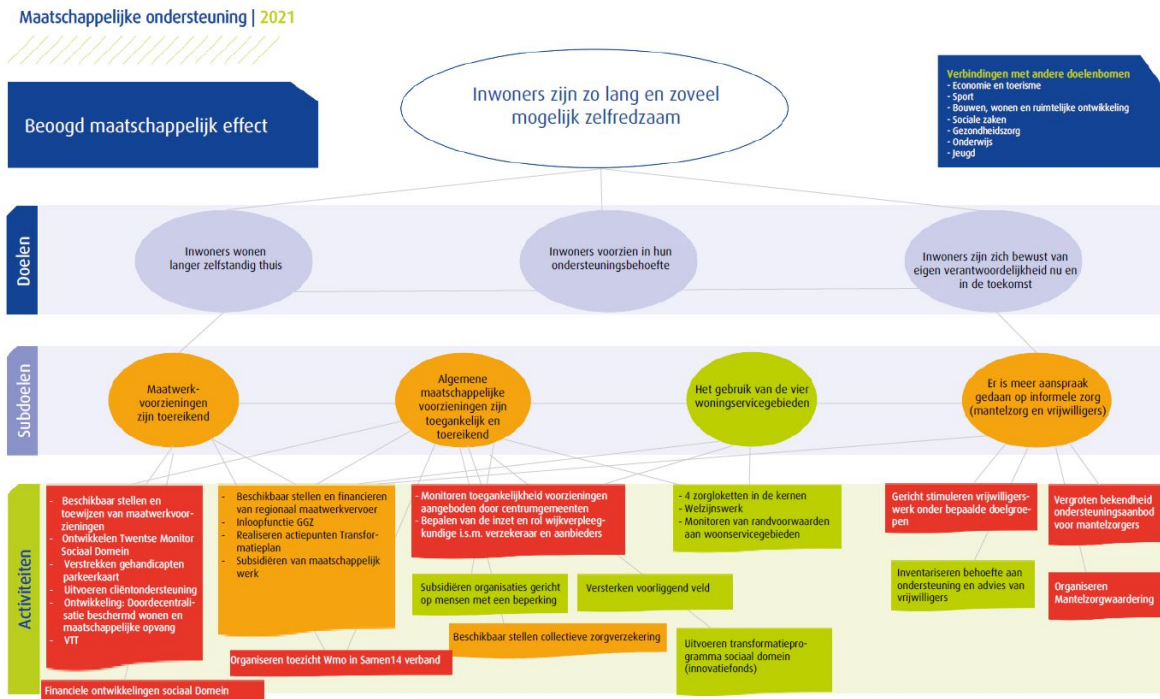 Maatschappelijke ondersteuning | 2021
Beoogd maatschappelijk effect
Inwoners zijn zo lang en zoveel
mogelijk zelfredzaam
Verbindingen met andere doelenbomen
- Economie en toerisme
- Sport
- Bouwen, wonen en ruimtelijke ontwikkeling
- Sociale zaken
- Gezondheidszorg
- Onderwijs
- Jeugd
Doelen
Inwoners wonen
langer zelfstandig thuis
Inwoners voorzien in hun
ondersteuningsbehoefte
Inwoners zijn zich bewust van
eigen verantwoordelijkheid nu en
in de toekomst
Subdoelen
Maatwerk-
voorzieningen
zijn toereikend
Algemene
maatschappelijke
voorzieningen zijn
toegankelijk en
toereikend
Het gebruik van de vier
woningservicegebieden
Er is meer aanspraak
gedaan op informele zorg
(mantelzorg en vrijwilligers)
Activiteiten
- Beschikbaar stellen en
toewijzen van maatwerkvoor-
zieningen
- Ontwikkelen Twentse Monitor
Sociaal Domein
- Verstrekken gehandicapten
parkeerkaart
- Uitvoeren cliëntondersteuning
- Ontwikkeling: Doordecentrali-
satie beschermd wonen en
maatschappelijke opvang
- VTT
Financiele ontwikkelingen sociaal Domein
- Beschikbaar stellen en financieren
van regionaal maatwerkvervoer
- Inloopfunctie GGZ
- Realiseren actiepunten Transfor-
matieplan
- Subsidiëren van maatschappelijk
werk
Organiseren toezicht Wmo in Samen14 verband
- Monitoren toegankelijkheid voorzieningen
aangeboden door centrumgemeenten
- Bepalen van de inzet en rol wijkverpleeg-
kundige i.s.m. verzekeraar en aanbieders
Subsidiëren organisaties gericht
op mensen met een beperking
Beschikbaar stellen collectieve zorgverzekering
- 4 zorgloketten in de kernen
- Welzijnswerk
- Monitoren van randvoorwaarden
aan woonservicegebieden
Versterken voorliggend veld
Uitvoeren transformatiepro-
gramma sociaal domein
(innovatiefonds)
Gericht stimuleren vrijwilligers-
werk onder bepaalde doelgroe-
pen
Inventariseren behoefte aan
ondersteuning en advies van
vrijwilligers
Vergroten bekendheid
ondersteuningsaanbod
voor mantelzorgers
Organiseren
Mantelzorgwaardering